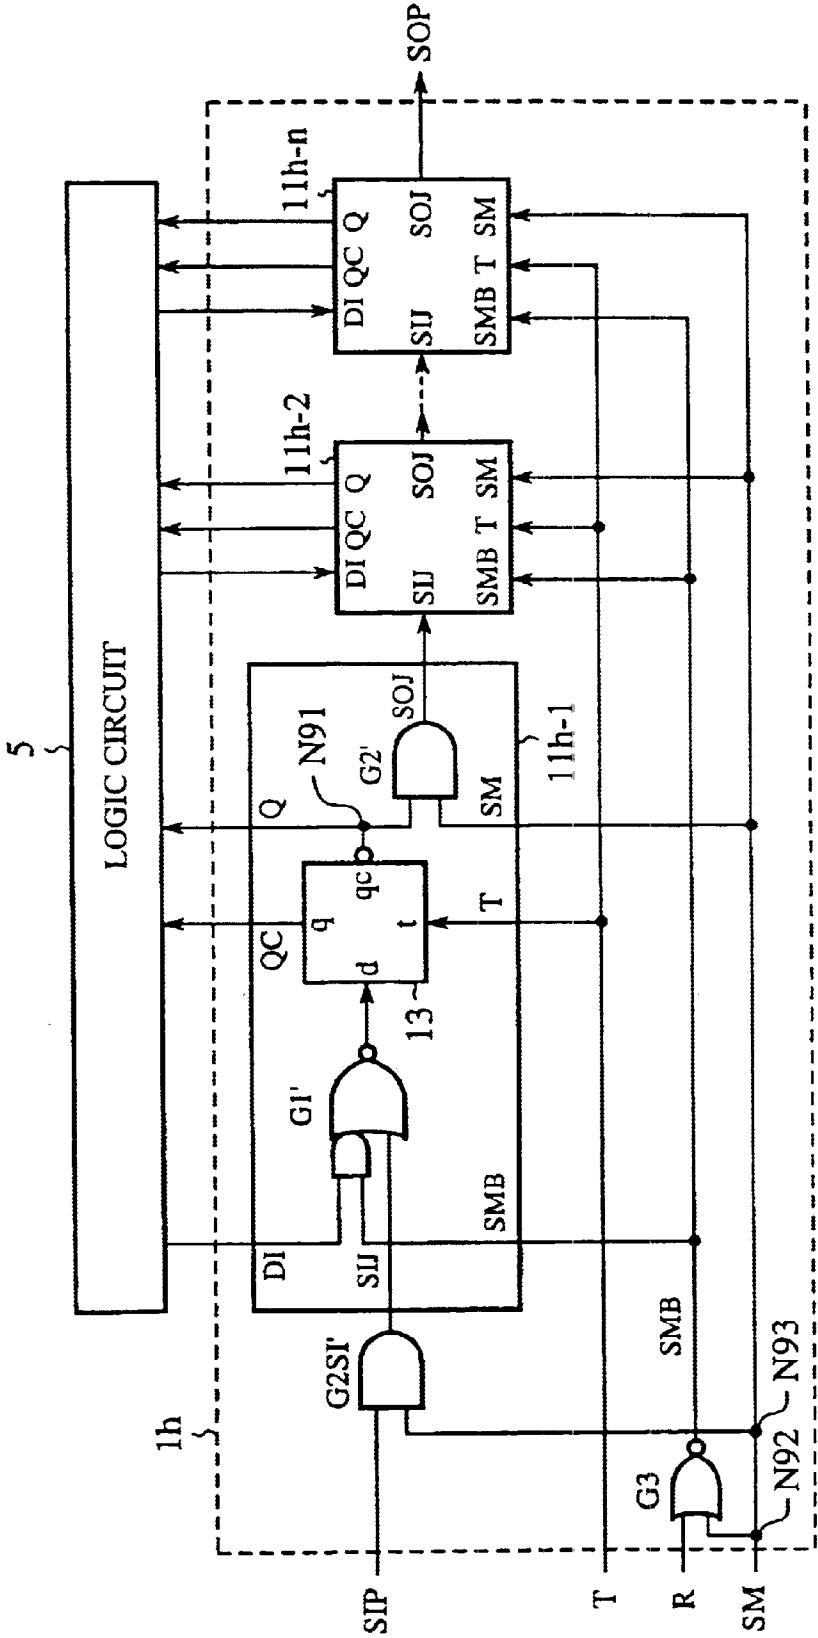 5
LOGIC CIRCUIT
1h
SIP
G2SI'
DI
SIJ
SMB
G1'
13
d
q
qc
t
QC
T
Q
N91
G2'
SM
SOJ
11h-1
11h-2
DI QC Q
SIJ
SOJ
SMB T SM
11h-n
DI QC Q
SIJ
SOJ
SMB T SM
SOP
T
R
SM
G3
SMB
N92
N93